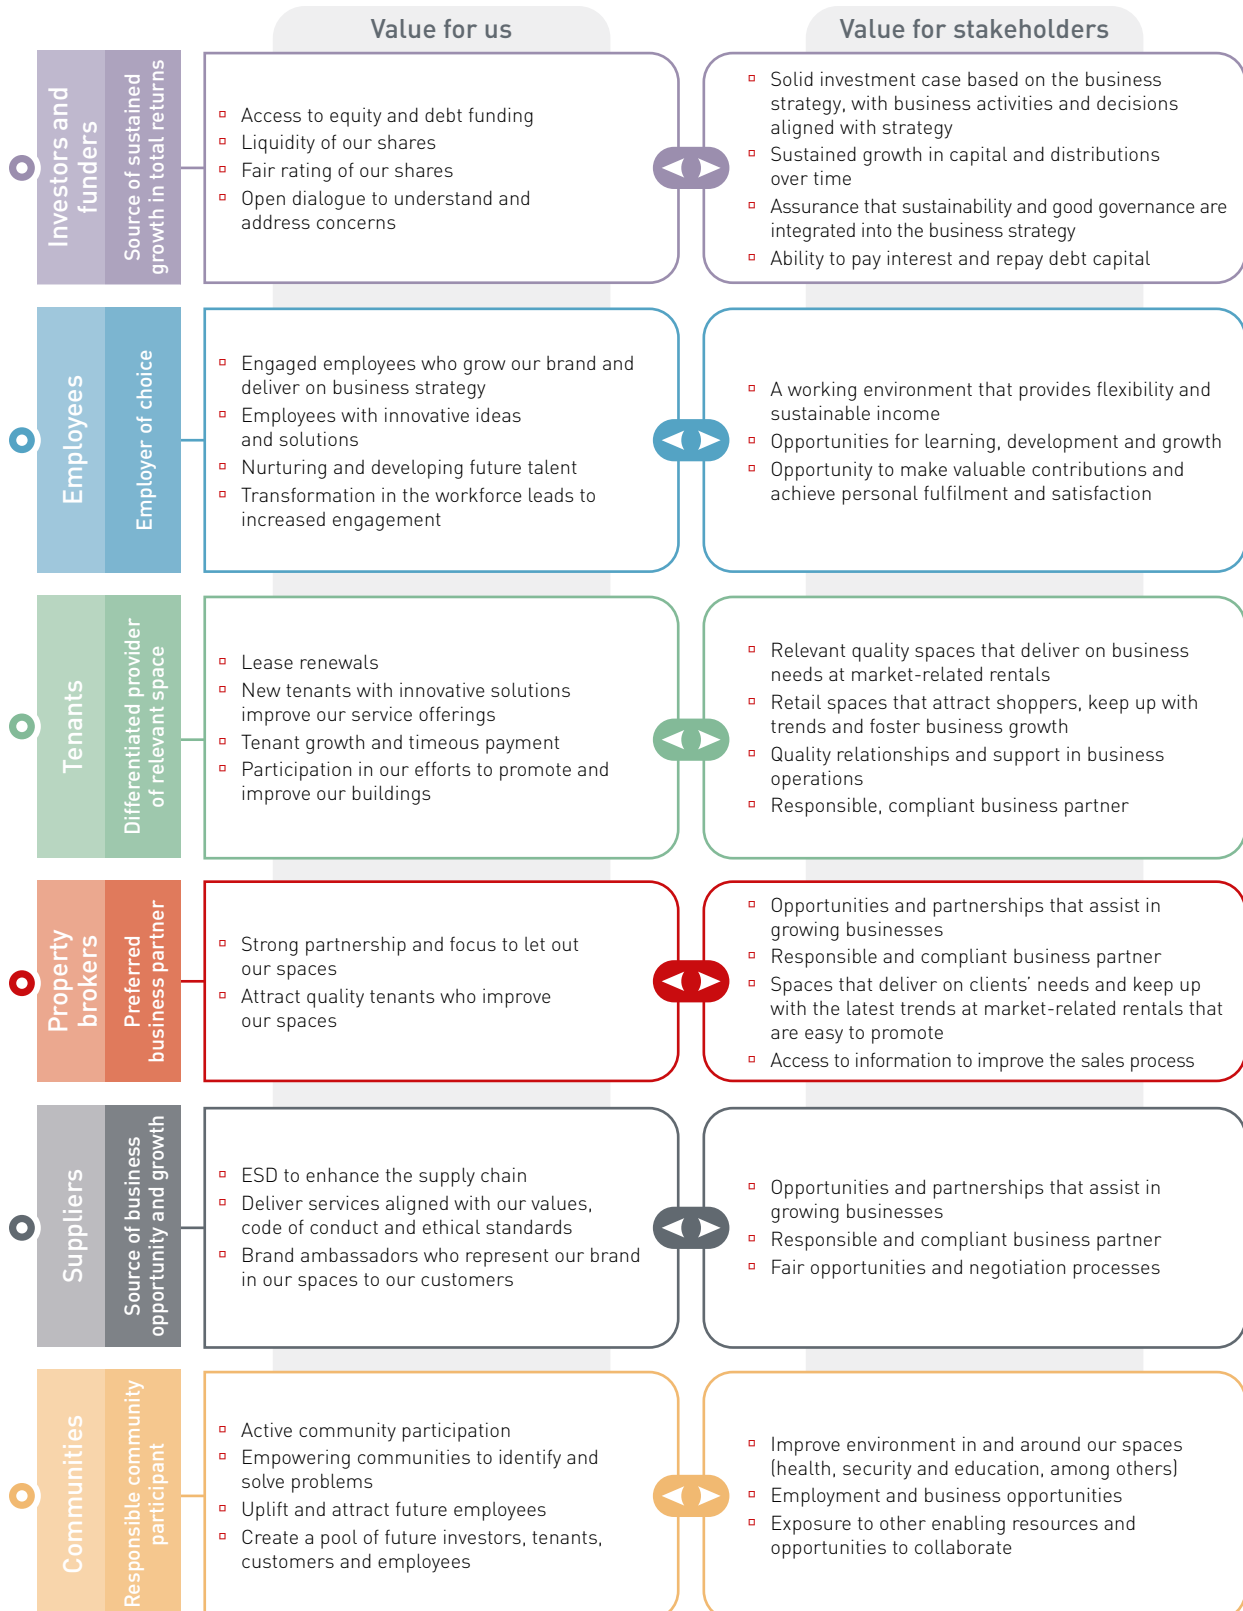 Value for us
Value for stakeholders
Investors and
funders
Source of sustained
growth in total returns
▫ Access to equity and debt funding
▫ Liquidity of our shares
▫ Fair rating of our shares
▫ Open dialogue to understand and
address concerns
▫ Solid investment case based on the business
strategy, with business activities and decisions
aligned with strategy
▫ Sustained growth in capital and distributions
over time
▫ Assurance that sustainability and good governance are
integrated into the business strategy
▫ Ability to pay interest and repay debt capital
Employees
Employer of choice
▫ Engaged employees who grow our brand and
deliver on business strategy
▫ Employees with innovative ideas
and solutions
▫ Nurturing and developing future talent
▫ Transformation in the workforce leads to
increased engagement
▫ A working environment that provides flexibility and
sustainable income
▫ Opportunities for learning, development and growth
▫ Opportunity to make valuable contributions and
achieve personal fulfilment and satisfaction
Tenants
Differentiated provider
of relevant space
▫ Lease renewals
▫ New tenants with innovative solutions
improve our service offerings
▫ Tenant growth and timeous payment
▫ Participation in our efforts to promote and
improve our buildings
▫ Relevant quality spaces that deliver on business
needs at market-related rentals
▫ Retail spaces that attract shoppers, keep up with
trends and foster business growth
▫ Quality relationships and support in business
operations
▫ Responsible, compliant business partner
Property
brokers
Preferred
business partner
▫ Strong partnership and focus to let out
our spaces
▫ Attract quality tenants who improve
our spaces
▫ Opportunities and partnerships that assist in
growing businesses
▫ Responsible and compliant business partner
▫ Spaces that deliver on clients’ needs and keep up
with the latest trends at market-related rentals that
are easy to promote
▫ Access to information to improve the sales process
Suppliers
Source of business
opportunity and growth
▫ ESD to enhance the supply chain
▫ Deliver services aligned with our values,
code of conduct and ethical standards
▫ Brand ambassadors who represent our brand
in our spaces to our customers
▫ Opportunities and partnerships that assist in
growing businesses
▫ Responsible and compliant business partner
▫ Fair opportunities and negotiation processes
Communities
Responsible community
participant
▫ Active community participation
▫ Empowering communities to identify and
solve problems
▫ Uplift and attract future employees
▫ Create a pool of future investors, tenants,
customers and employees
▫ Improve environment in and around our spaces
(health, security and education, among others)
▫ Employment and business opportunities
▫ Exposure to other enabling resources and
opportunities to collaborate